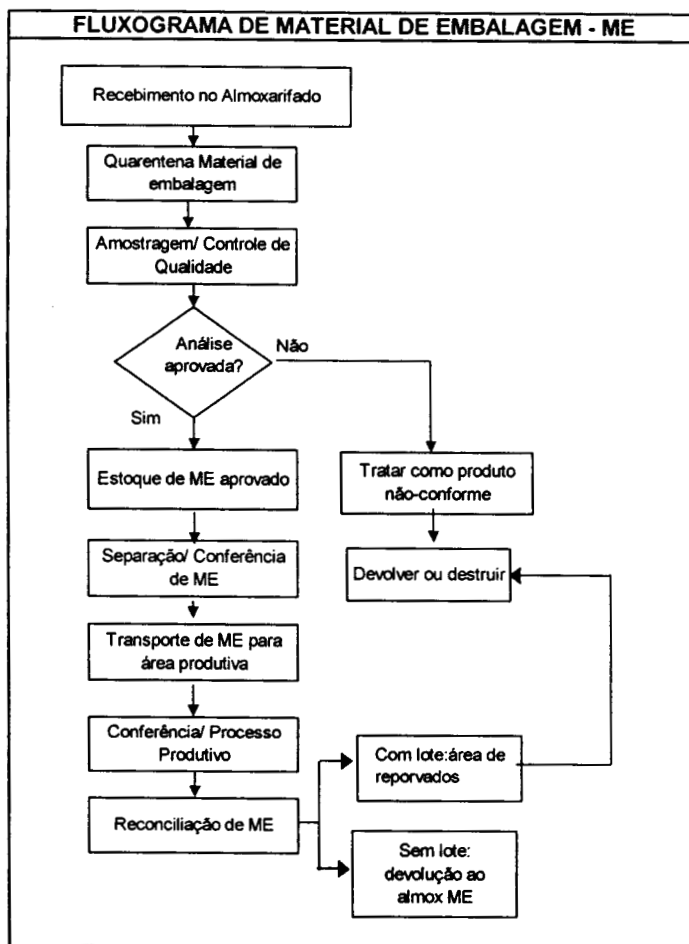 FLUXOGRAMA DE MATERIAL DE EMBALAGEM - ME
Recebimento no Almoxarifado
Quarentena Material de
embalagem
Amostragem/ Controle de
Qualidade
Análise
aprovada?
Não
Sim
Estoque de ME aprovado
Tratar como produto
não-conforme
Separação/ Conferência
de ME
Devolver ou destruir
Transporte de ME para
área produtiva
Conferência/ Processo
Produtivo
Com lote:área de
reporvados
Reconciliação de ME
Sem lote:
devolução ao
almox ME